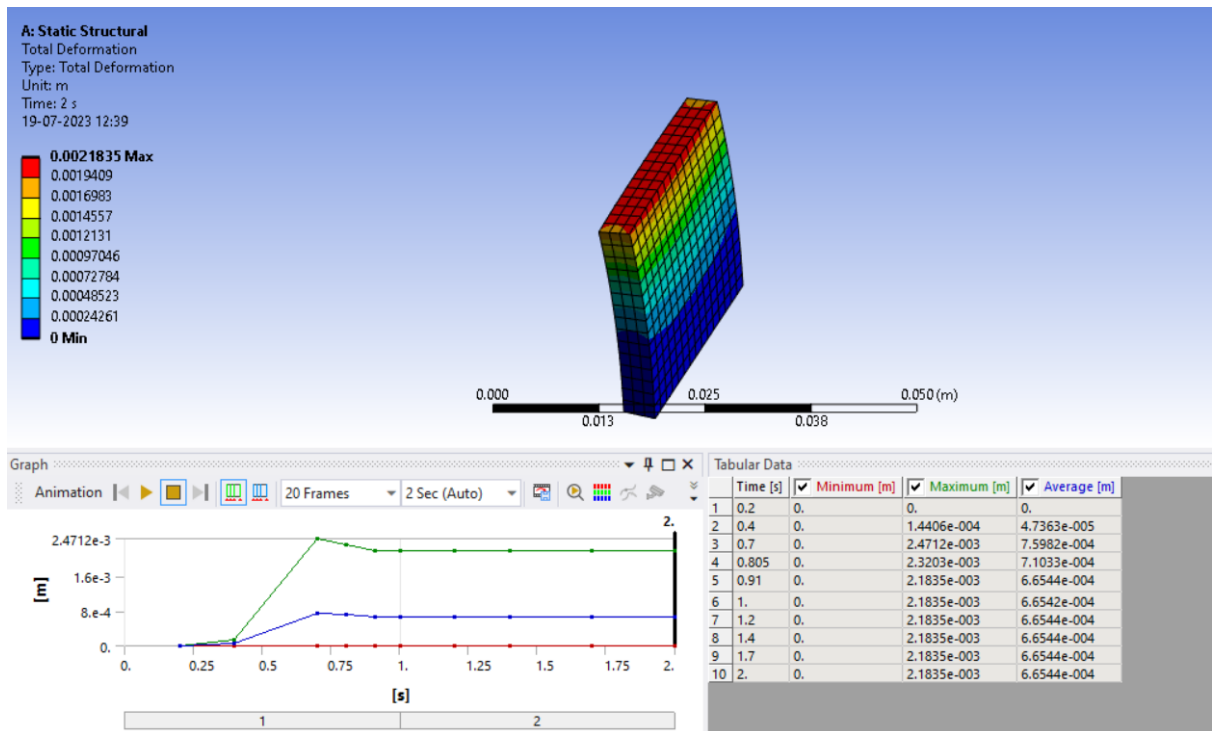 A: Static Structural
Total Deformation
Type: Total Deformation
Unit: m
Time: 2 s
19-07-2023 12:39
0.0021835 Max
0.0019409
0.0016983
0.0014557
0.0012131
0.00097046
0.00072784
0.00048523
0.00024261
0 Min
0.000 0.025 0.050 (m)
0.013 0.038
Graph
Animation 20 Frames 2 Sec (Auto)
2.
2.4712e-3
1.6e-3
8.e-4
0.
[m]
0. 0.25 0.5 0.75 1. 1.25 1.5 1.75 2.
[s]
1 2
Tabular Data
Time [s] Minimum [m] Maximum [m] Average [m]
1 0.2 0. 0. 0.
2 0.4 0. 1.4406e-004 4.7363e-005
3 0.7 0. 2.4712e-003 7.5982e-004
4 0.805 0. 2.3203e-003 7.1033e-004
5 0.91 0. 2.1835e-003 6.6544e-004
6 1. 0. 2.1835e-003 6.6542e-004
7 1.2 0. 2.1835e-003 6.6544e-004
8 1.4 0. 2.1835e-003 6.6544e-004
9 1.7 0. 2.1835e-003 6.6544e-004
10 2. 0. 2.1835e-003 6.6544e-004